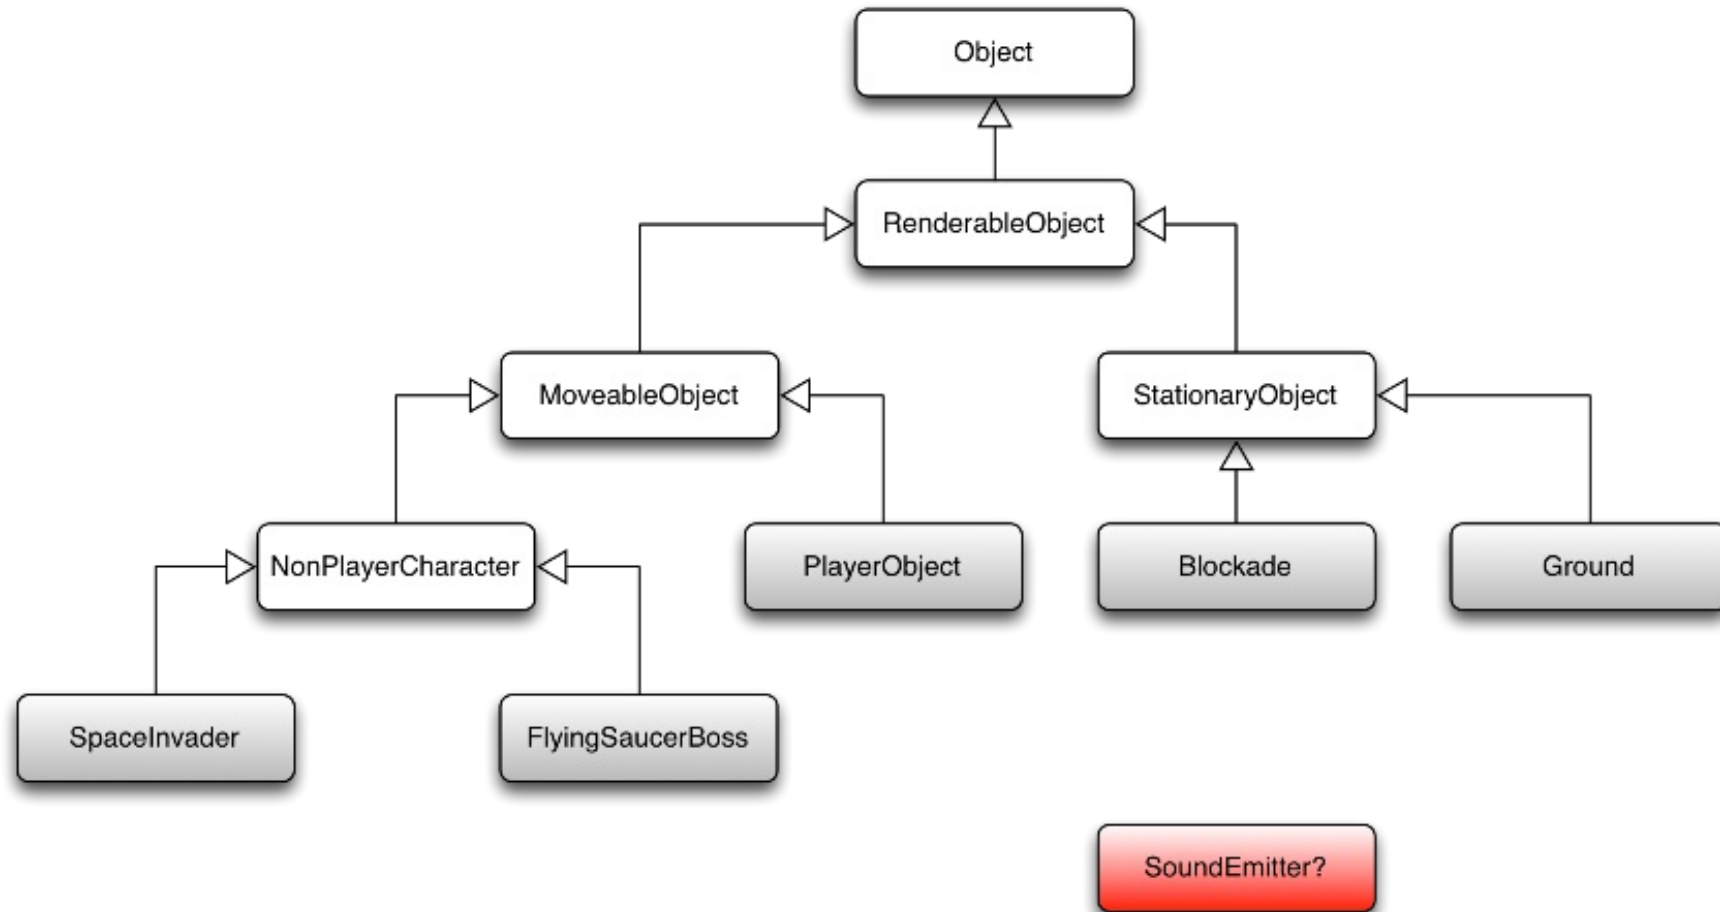 Object
RenderableObject
MoveableObject
StationaryObject
NonPlayerCharacter
PlayerObject
Blockade
Ground
SpaceInvader
FlyingSaucerBoss
SoundEmitter?